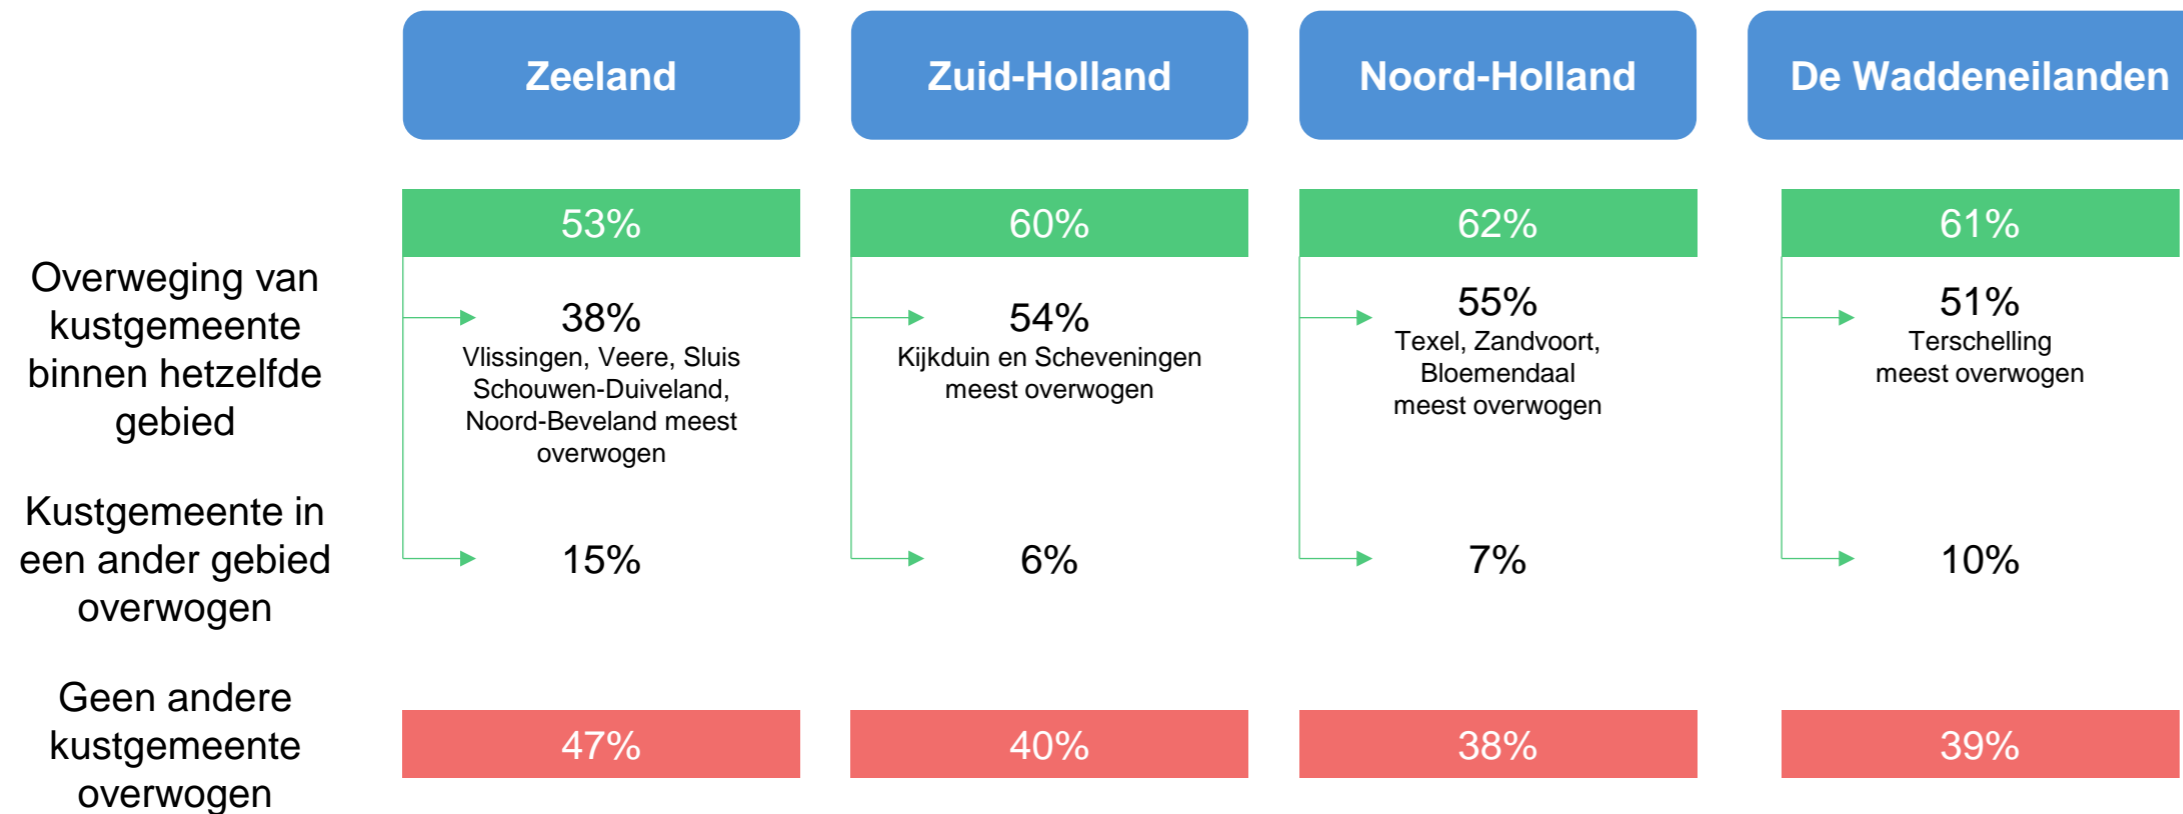 Zeeland
Zuid-Holland
Noord-Holland
De Waddeneilanden
Overweging van
kustgemeente
binnen hetzelfde
gebied
53%
60%
62%
61%
38%
Vlissingen, Veere, Sluis
Schouwen-Duiveland,
Noord-Beveland meest
overwogen
54%
Kijkduin en Scheveningen
meest overwogen
55%
Texel, Zandvoort,
Bloemendaal
meest overwogen
51%
Terschelling
meest overwogen
Kustgemeente in
een ander gebied
overwogen
15%
6%
7%
10%
Geen andere
kustgemeente
overwogen
47%
40%
38%
39%